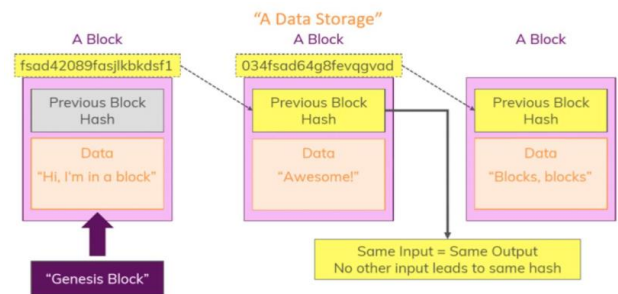 “A Data Storage”
A Block
A Block
A Block
fsad42089fasjlkbkdsf1
034fsad64g8fevqgvad
Previous Block
Hash
Previous Block
Hash
Previous Block
Hash
Data
“Hi, I'm in a block”
Data
“Awesome!”
Data
“Blocks, blocks”
“Genesis Block”
Same Input = Same Output
No other input leads to same hash